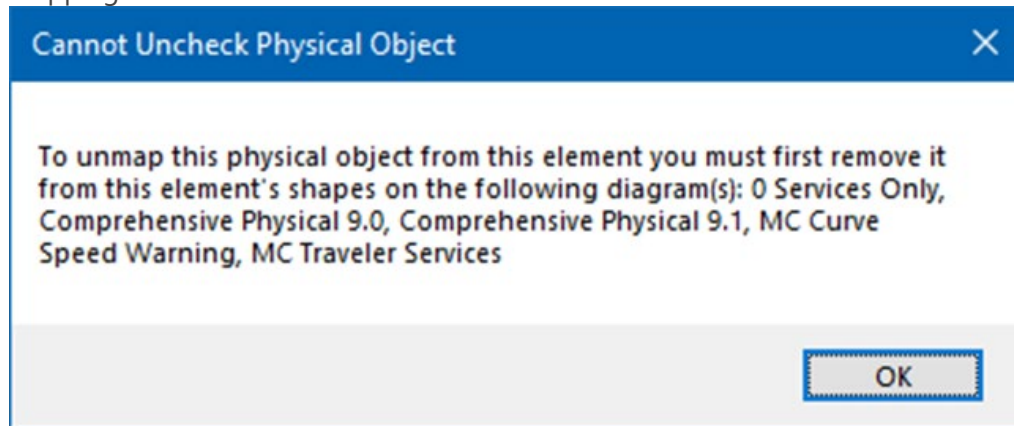 Cannot Uncheck Physical Object
To unmap this physical object from this element you must first remove it
from this element's shapes on the following diagram(s): 0 Services Only,
Comprehensive Physical 9.0, Comprehensive Physical 9.1, MC Curve
Speed Warning, MC Traveler Services
OK